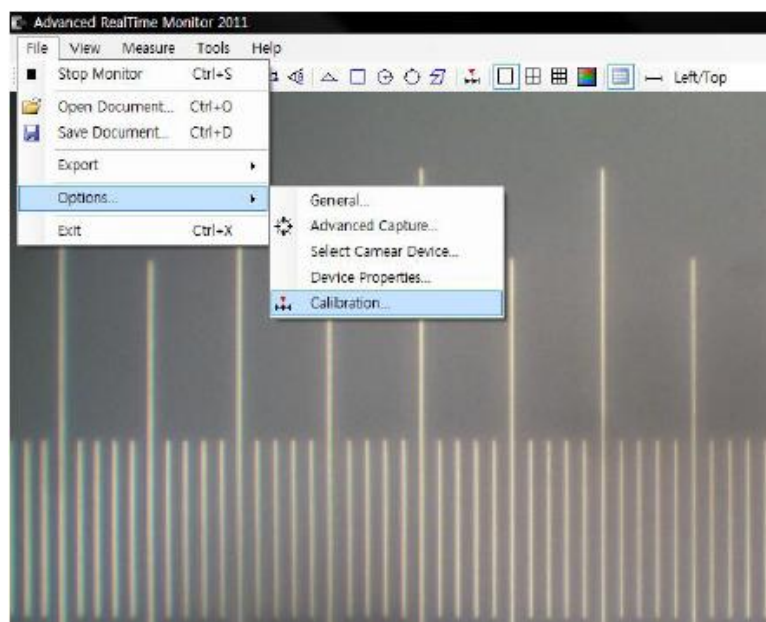 Advanced RealTime Monitor 2011
File View Measure Tools Help
Stop Monitor Ctrl+S
Left/Top
Open Document... Ctrl+O
Save Document... Ctrl+D
Export
Options...
Exit Ctrl+X
General...
Advanced Capture...
Select Camear Device...
Device Properties...
Calibration...